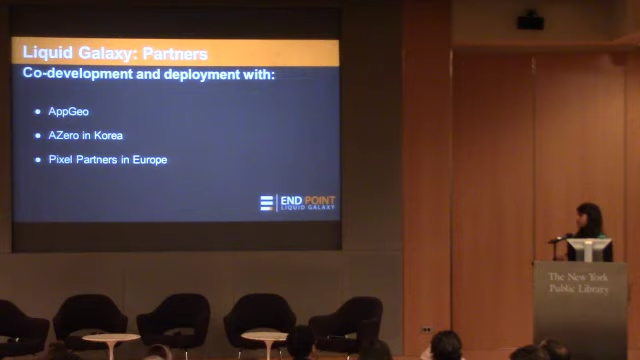 Liquid Galaxy: Partners
Co-development and deployment with:
AppGeo
AZero in Korea
Pixel Partners in Europe
END POINT
LIQUID GALAXY
The New York
Public Library